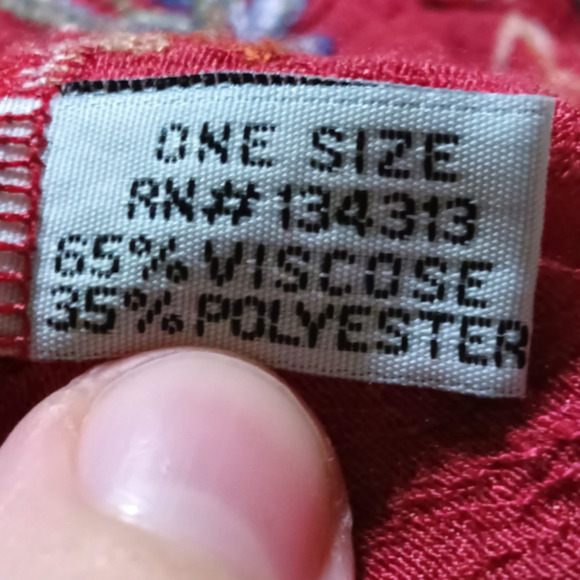 ONE SIZE
RN# 134313
65% VISCOSE
35% POLYESTER